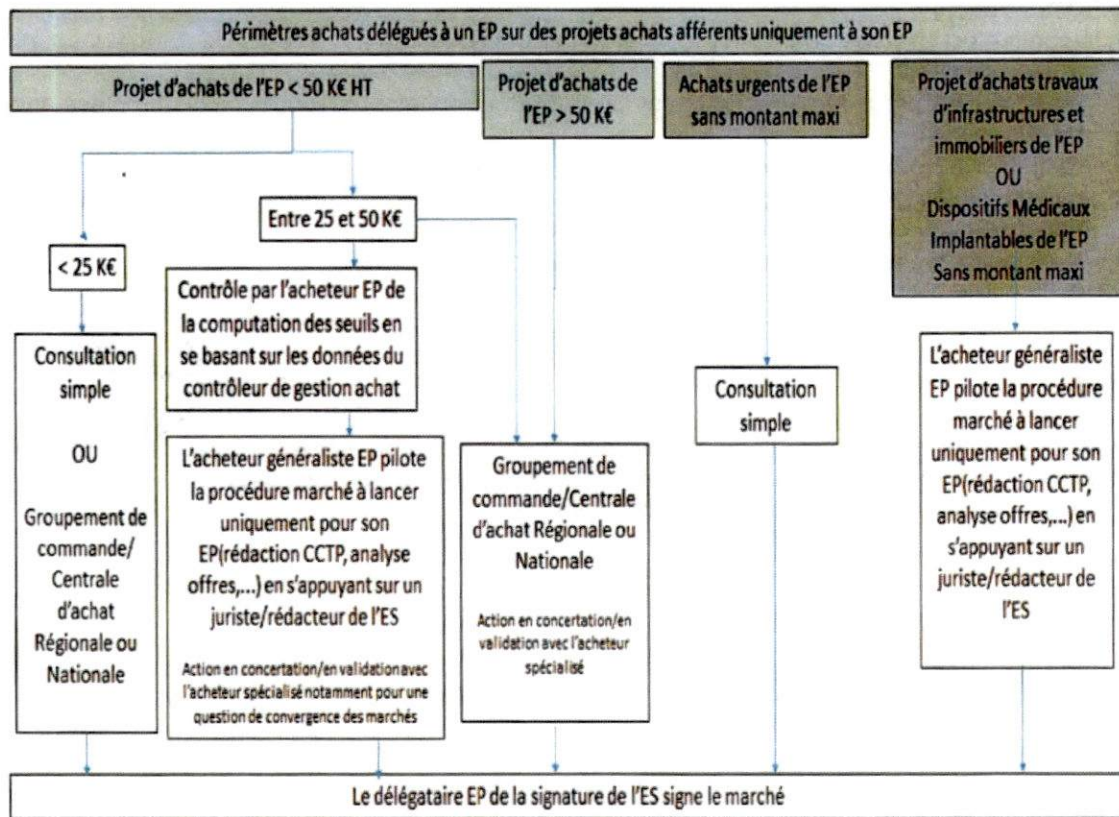 Périmètres achats délégués à un EP sur des projets achats afférents uniquement à son EP
Projet d'achats de l'EP < 50 K€ HT
Projet d'achats de
l'EP > 50 K€
Achats urgents de l'EP
sans montant maxi
Projet d'achats travaux
d'infrastructures et
immobiliers de l'EP
OU
Dispositifs Médicaux
Implantables de l'EP
Sans montant maxi
< 25 K€
Entre 25 et 50 K€
Consultation
simple
OU
Groupement de
commande/
Centrale
d'achat
Régionale ou
Nationale
Contrôle par l'acheteur EP de
la computation des seuils en
se basant sur les données du
contrôleur de gestion achat
L'acheteur généraliste EP pilote
la procédure marché à lancer
uniquement pour son
EP(rédaction CCTP, analyse
offres,...) en s'appuyant sur un
juriste/rédacteur de l'ES
Action en concertation/en validation avec
l'acheteur spécialisé notamment pour une
question de convergence des marchés
Groupement de
commande/Centrale
d'achat Régionale ou
Nationale
Action en concertation/en
validation avec l'acheteur
spécialisé
Consultation
simple
L'acheteur généraliste
EP pilote la procédure
marché à lancer
uniquement pour son
EP(rédaction CCTP,
analyse offres,...) en
s'appuyant sur un
juriste/rédacteur de
l'ES
Le délégataire EP de la signature de l'ES signe le marché